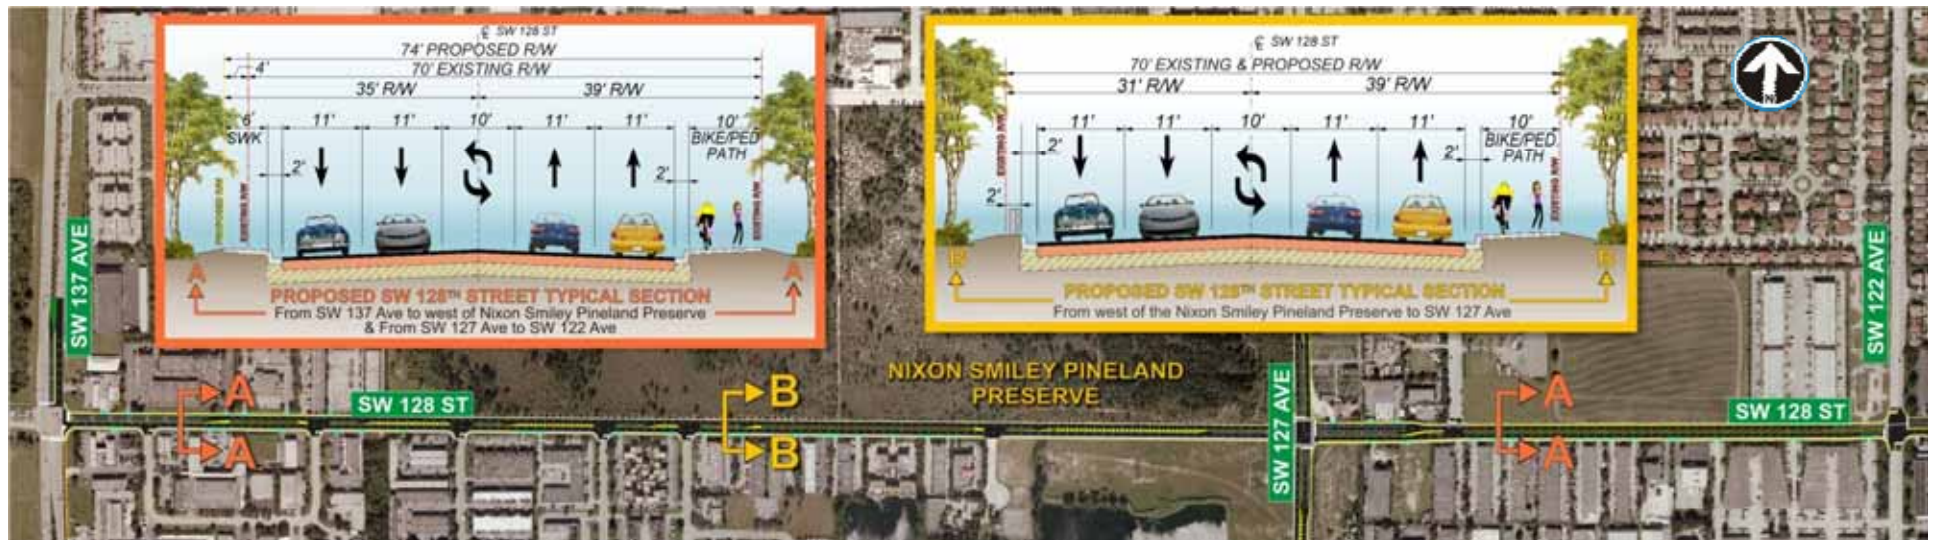 ℄ SW 128 ST
74' PROPOSED R/W
4'
70' EXISTING R/W
35' R/W
39' R/W
6'
SWK
11'
11'
10'
11'
11'
10'
BIKE/PED
PATH
2'
2'
PROPOSED R/W
EXISTING R/W
EXISTING R/W
A
A
PROPOSED SW 128TH STREET TYPICAL SECTION
From SW 137 Ave to west of Nixon Smiley Pineland Preserve
& From SW 127 Ave to SW 122 Ave
℄ SW 128 ST
70' EXISTING & PROPOSED R/W
31' R/W
39' R/W
11'
11'
10'
11'
11'
10'
BIKE/PED.
PATH
2'
2'
2'
EXISTING R/W
EXISTING R/W
B
B
PROPOSED SW 128TH STREET TYPICAL SECTION
From west of the Nixon Smiley Pineland Preserve to SW 127 Ave
N
SW 137 AVE
SW 122 AVE
NIXON SMILEY PINELAND
PRESERVE
A
A
SW 128 ST
B
B
SW 127 AVE
A
A
SW 128 ST